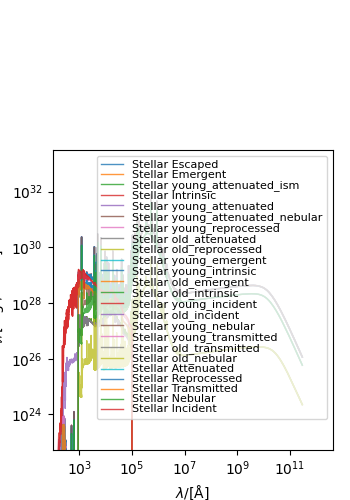 Stellar Escaped
Stellar Emergent
Stellar young_attenuated_ism
Stellar Intrinsic
Stellar young_attenuated
Stellar young_attenuated_nebular
Stellar young_reprocessed
Stellar old_attenuated
Stellar old_reprocessed
Stellar young_emergent
Stellar young_intrinsic
Stellar old_emergent
Stellar old_intrinsic
Stellar young_incident
Stellar old_incident
Stellar young_nebular
Stellar young_transmitted
Stellar old_transmitted
Stellar old_nebular
Stellar Attenuated
Stellar Reprocessed
Stellar Transmitted
Stellar Nebular
Stellar Incident
10³²
10³⁰
10²⁸
10²⁶
10²⁴
10³ 10⁵ 10⁷ 10⁹ 10¹¹
λ/[Å]